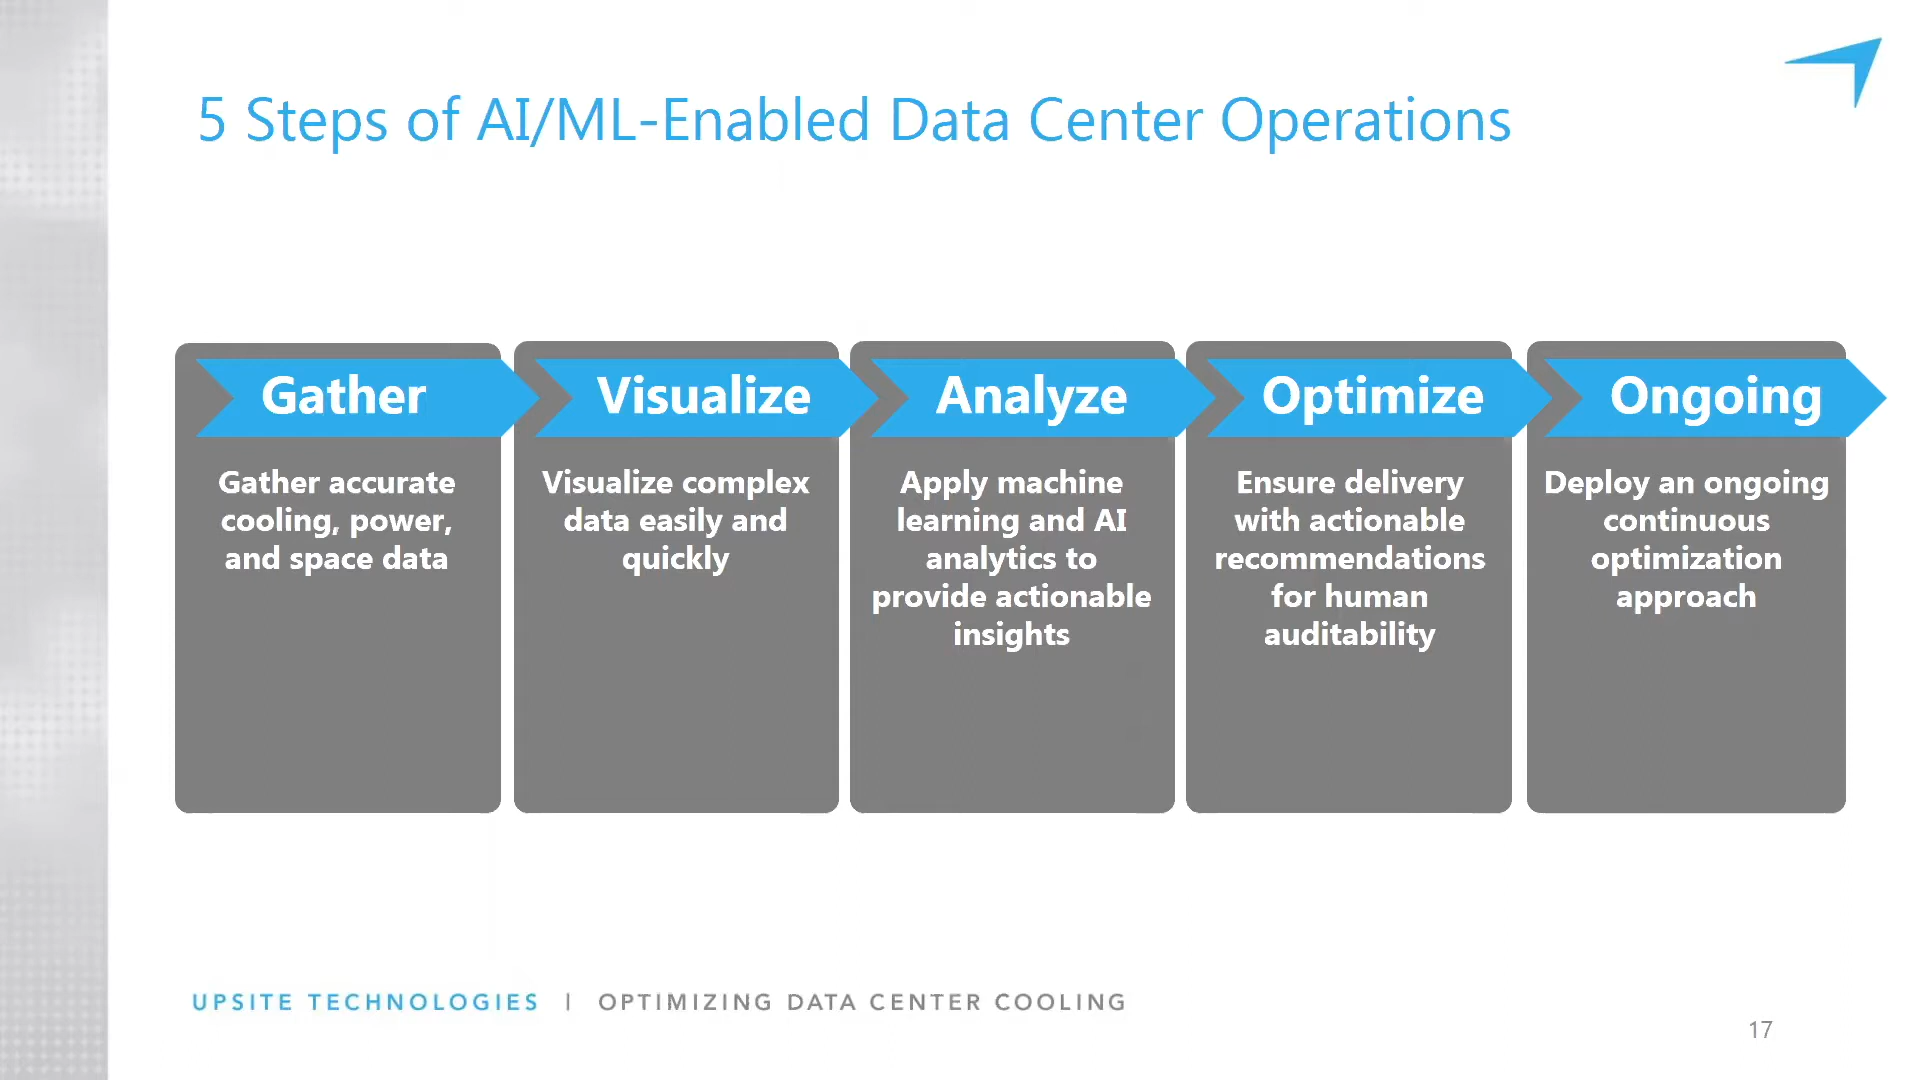 5 Steps of AI/ML-Enabled Data Center Operations
Gather
Gather accurate
cooling, power,
and space data
Visualize
Visualize complex
data easily and
quickly
Analyze
Apply machine
learning and AI
analytics to
provide actionable
insights
Optimize
Ensure delivery
with actionable
recommendations
for human
auditability
Ongoing
Deploy an ongoing
continuous
optimization
approach
UPSITE TECHNOLOGIES | OPTIMIZING DATA CENTER COOLING
17